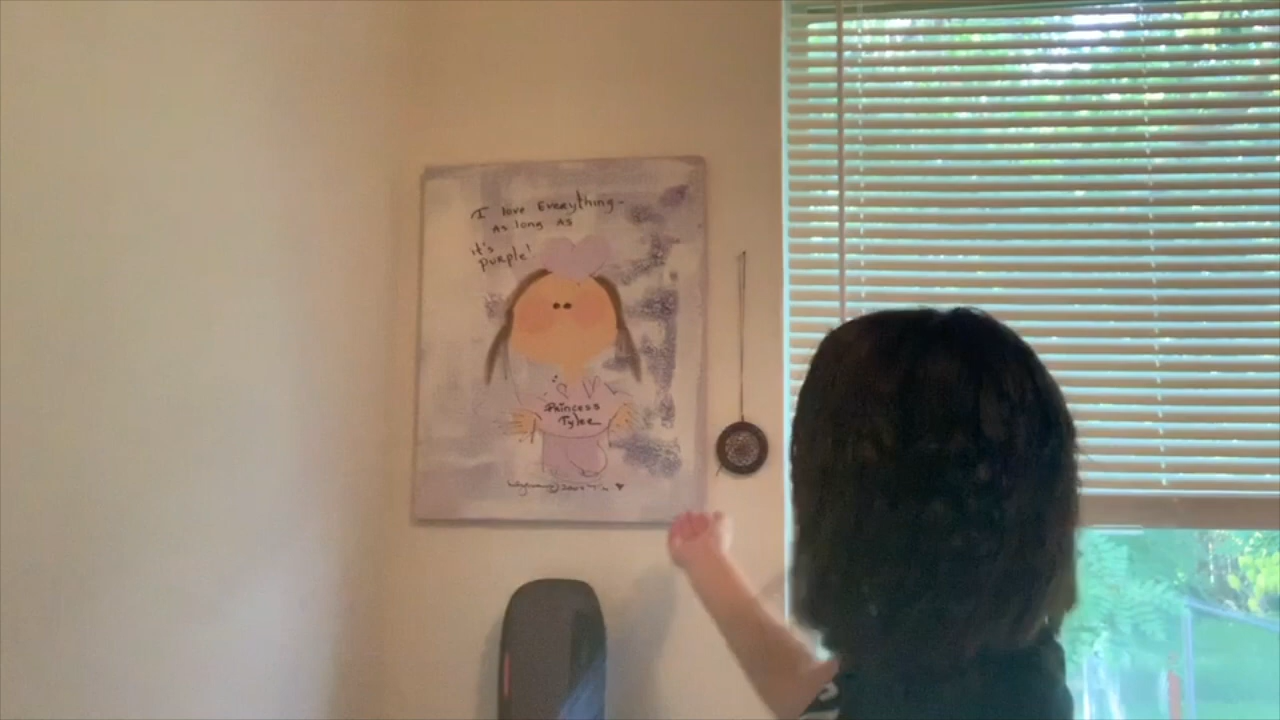 I love Everything-
As long As
it's
purple!
Princess
Tylee